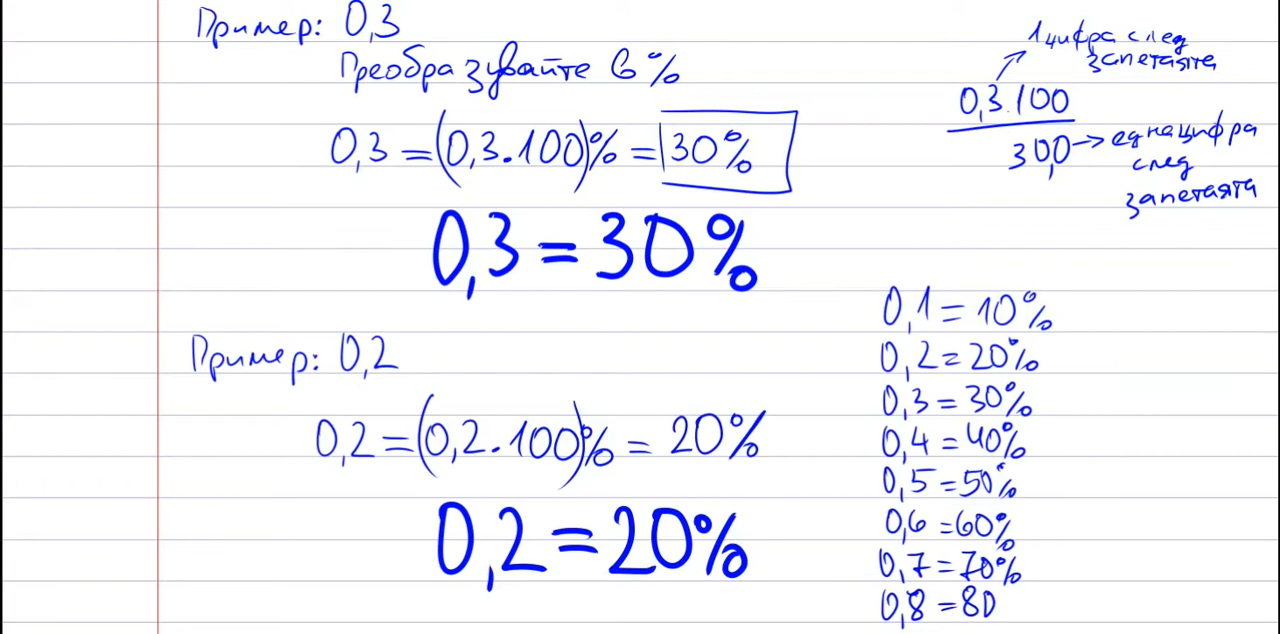 Пример: 0,3
Преобразувайте в %
0,3 = (0,3.100)% = 30%
0,3 = 30%
1 цифра след
запетаята
0,3.100
30,0 → една цифра
след
запетаята
Пример: 0,2
0,2 = (0,2.100)% = 20%
0,2 = 20%
0,1 = 10%
0,2 = 20%
0,3 = 30%
0,4 = 40%
0,5 = 50%
0,6 = 60%
0,7 = 70%
0,8 = 80